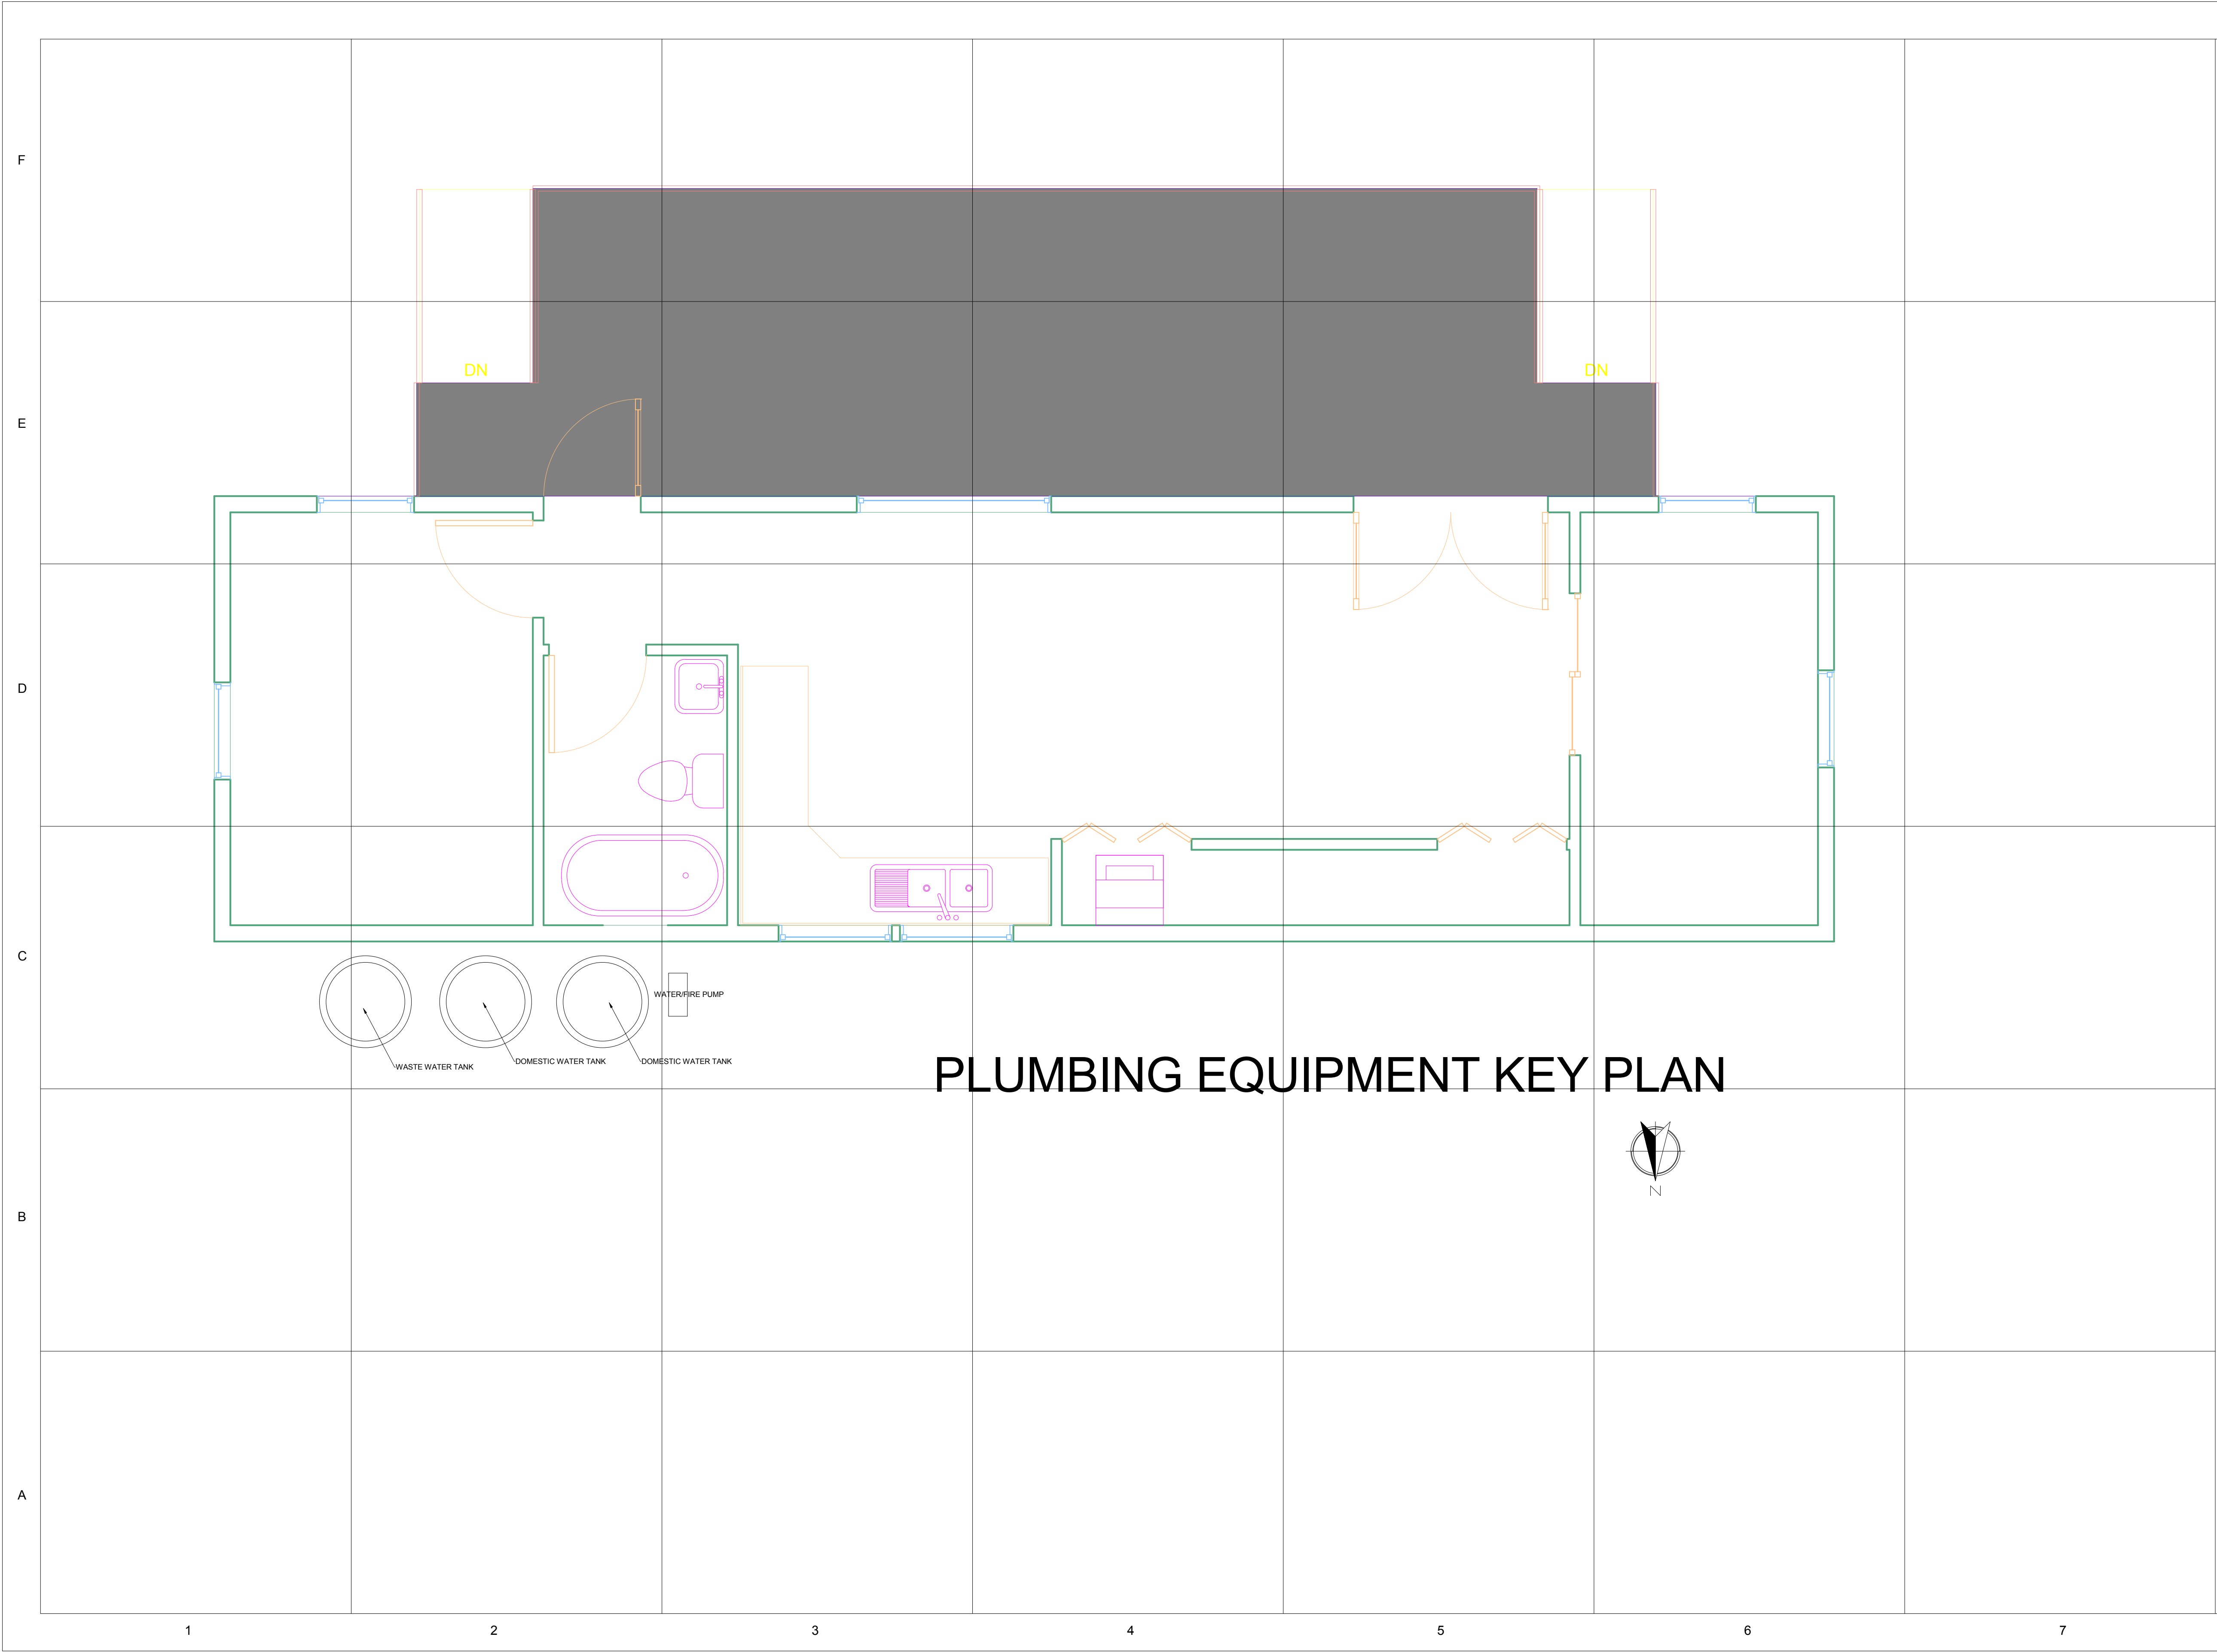 F
DN
DN
E
D
C
WATER/FIRE PUMP
WASTE WATER TANK
DOMESTIC WATER TANK
DOMESTIC WATER TANK
PLUMBING EQUIPMENT KEY PLAN
N
B
A
1 2 3 4 5 6 7